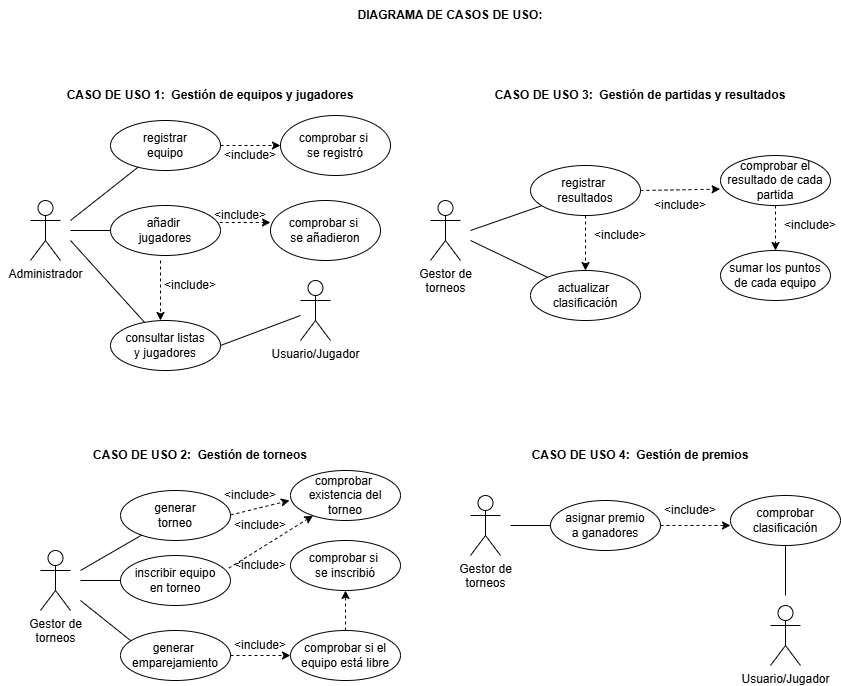 DIAGRAMA DE CASOS DE USO:
CASO DE USO 1:  Gestión de equipos y jugadores
registrar
equipo
<include>
comprobar si
se registró
añadir
jugadores
<include>
comprobar si
se añadieron
Administrador
<include>
consultar listas
y jugadores
Usuario/Jugador
CASO DE USO 3:  Gestión de partidas y resultados
registrar
resultados
<include>
comprobar el
resultado de cada
partida
<include>
<include>
Gestor de
torneos
actualizar
clasificación
sumar los puntos
de cada equipo
CASO DE USO 2:  Gestión de torneos
generar
torneo
<include>
<include>
comprobar
existencia del
torneo
inscribir equipo
en torneo
<include>
comprobar si
se inscribió
Gestor de
torneos
generar
emparejamiento
<include>
comprobar si el
equipo está libre
CASO DE USO 4:  Gestión de premios
asignar premio
a ganadores
<include>
comprobar
clasificación
Gestor de
torneos
Usuario/Jugador